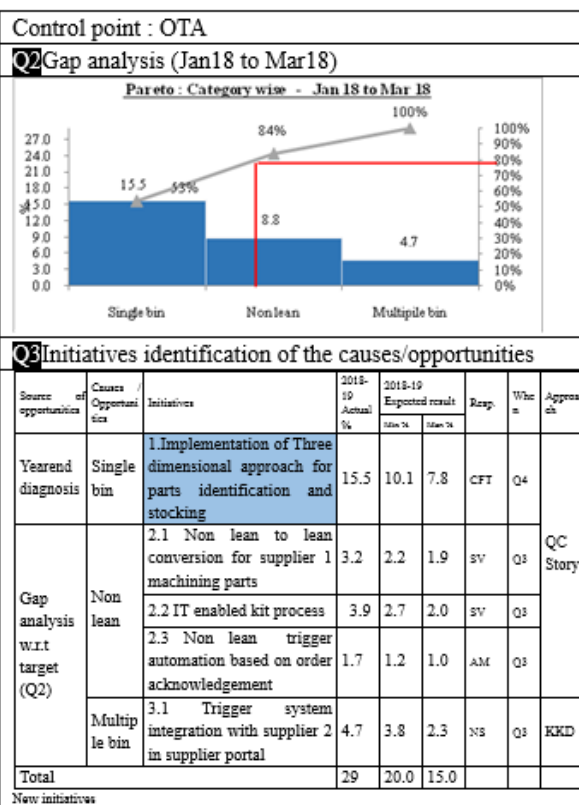 Control point : OTA
Q2Gap analysis (Jan18 to Mar18)
Pareto : Category wise - Jan 18 to Mar 18
100%
84%
53%
15.5
8.8
4.7
27.0
24.0
21.0
18.0
15.0
12.0
9.0
6.0
3.0
0.0
%
100%
90%
80%
70%
60%
50%
40%
30%
20%
10%
0%
Single bin
Non lean
Multipile bin
Q3Initiatives identification of the causes/opportunities
Source of
opportunities
Causes /
Opportuni
ties
Initiatives
2018-
19
Actual
%
2018-19
Expected result
Min %
Max %
Resp.
Whe
n
Approa
ch
Yearend
diagnosis
Single
bin
1.Implementation of Three
dimensional approach for
parts identification and
stocking
15.5
10.1
7.8
CFT
Q4
QC
Story
Gap
analysis
w.r.t
target
(Q2)
Non
lean
2.1 Non lean to lean
conversion for supplier 1
machining parts
3.2
2.2
1.9
SV
Q3
2.2 IT enabled kit process
3.9
2.7
2.0
SV
Q3
2.3 Non lean trigger
automation based on order
acknowledgement
1.7
1.2
1.0
AM
Q3
Multip
le bin
3.1 Trigger system
integration with supplier 2
in supplier portal
4.7
3.8
2.3
NS
Q3
KKD
Total
29
20.0
15.0
New initiatives